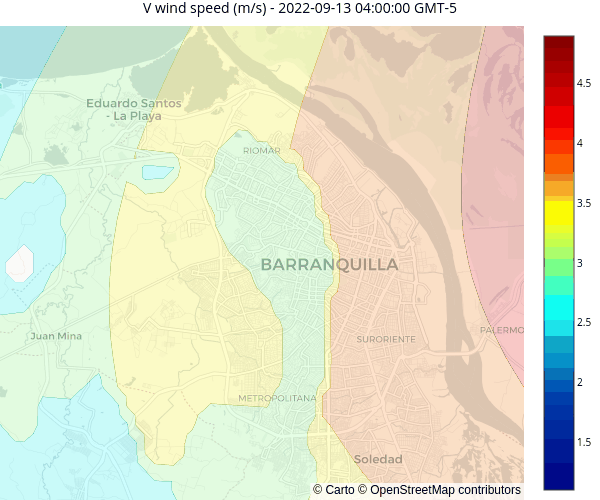 V wind speed (m/s) - 2022-09-13 04:00:00 GMT-5
4.5
Eduardo Santos
- La Playa
4
RIOMAR
3.5
BARRANQUILLA
3
2.5
Juan Mina
SURORIENTE
PALERMO
2
METROPOLITANA
1.5
Soledad
© Carto © OpenStreetMap contributors